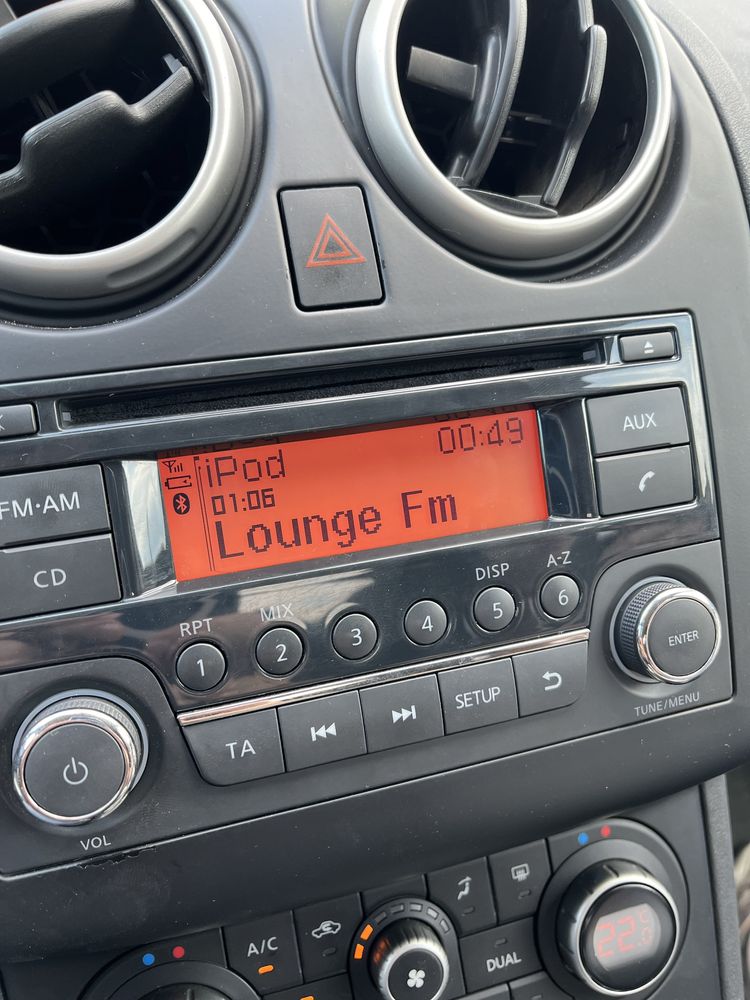 AUX
FM·AM
CD
iPod 00:49
01:06
Lounge Fm
RPT MIX DISP A-Z
1 2 3 4 5 6
TA SETUP
ENTER
TUNE/MENU
VOL
A/C
DUAL
22°C